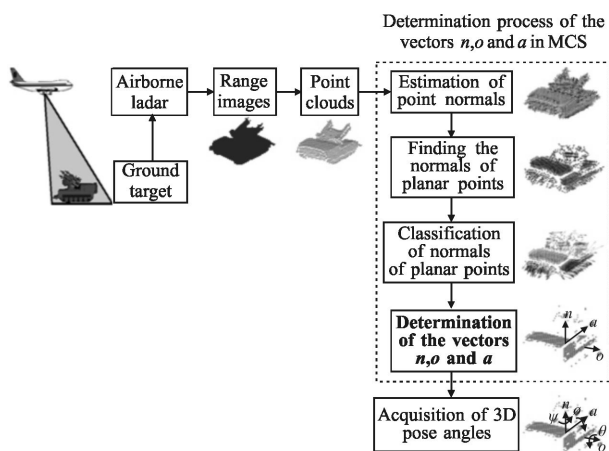 Determination process of the
vectors n,o and a in MCS
Airborne
ladar
Range
images
Point
clouds
Estimation of
point normals
Ground
target
Finding the
normals of
planar points
Classification
of normals
of planar points
Determination
of the vectors
n,o and a
n
a
o
Acquisition of 3D
pose angles
n
φ
a
ψ
θ
o